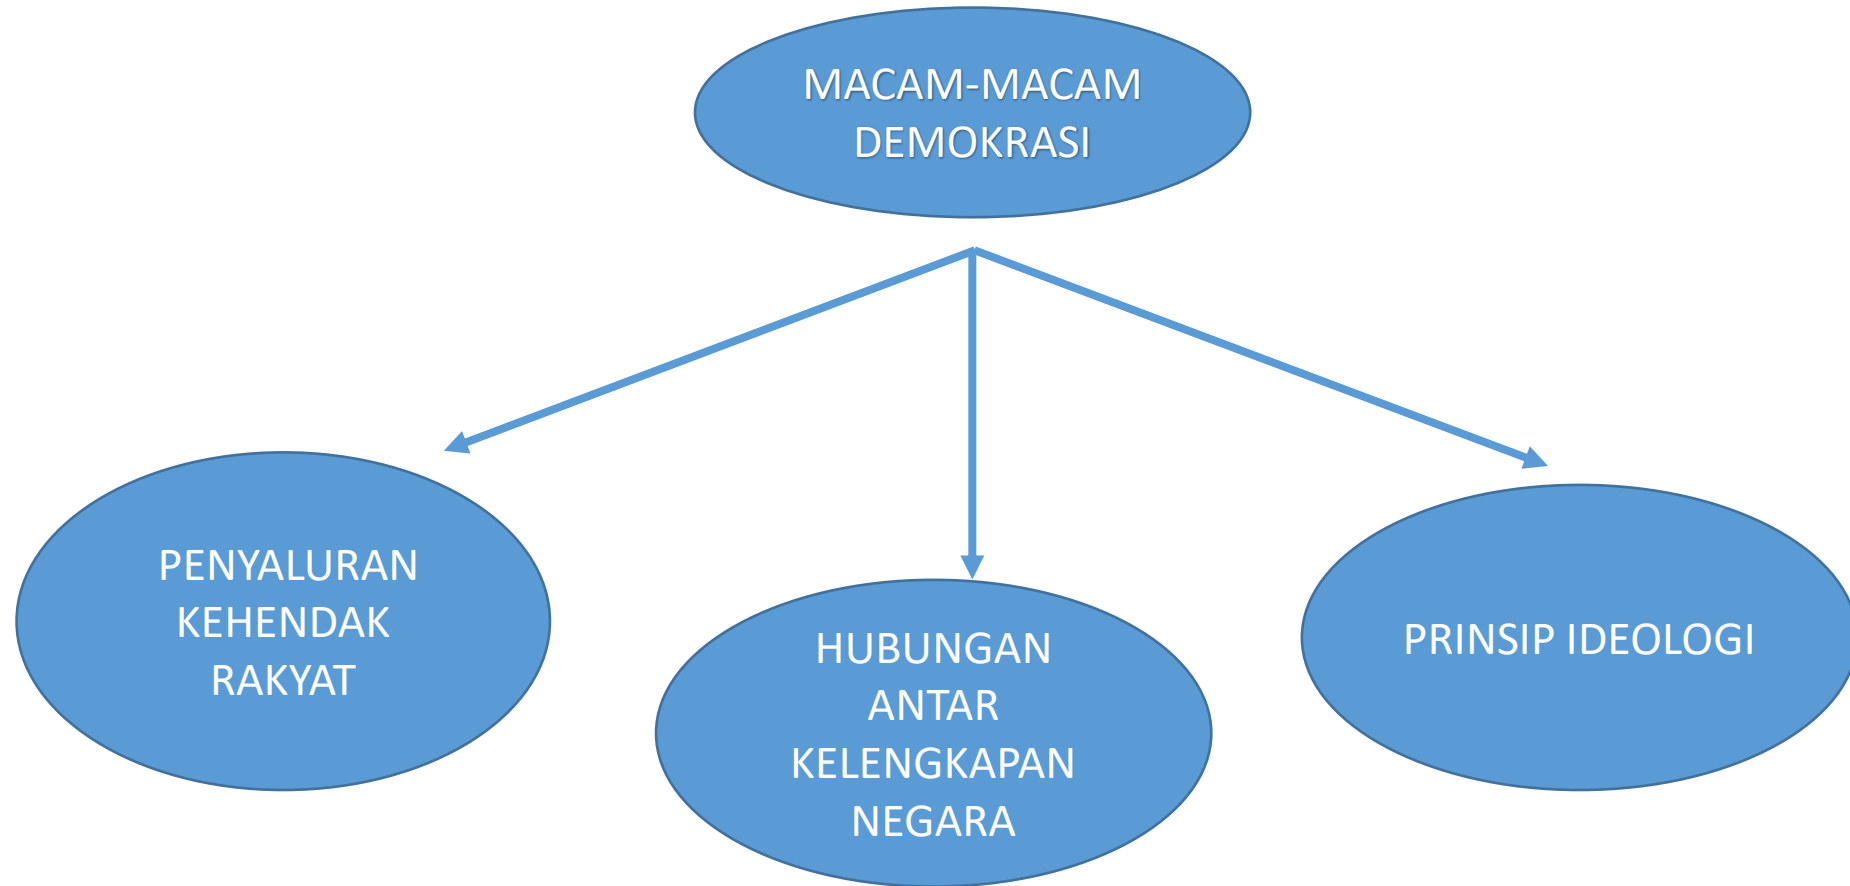 MACAM-MACAM
DEMOKRASI
PENYALURAN
KEHENDAK
RAKYAT
HUBUNGAN
ANTAR
KELENGKAPAN
NEGARA
PRINSIP IDEOLOGI